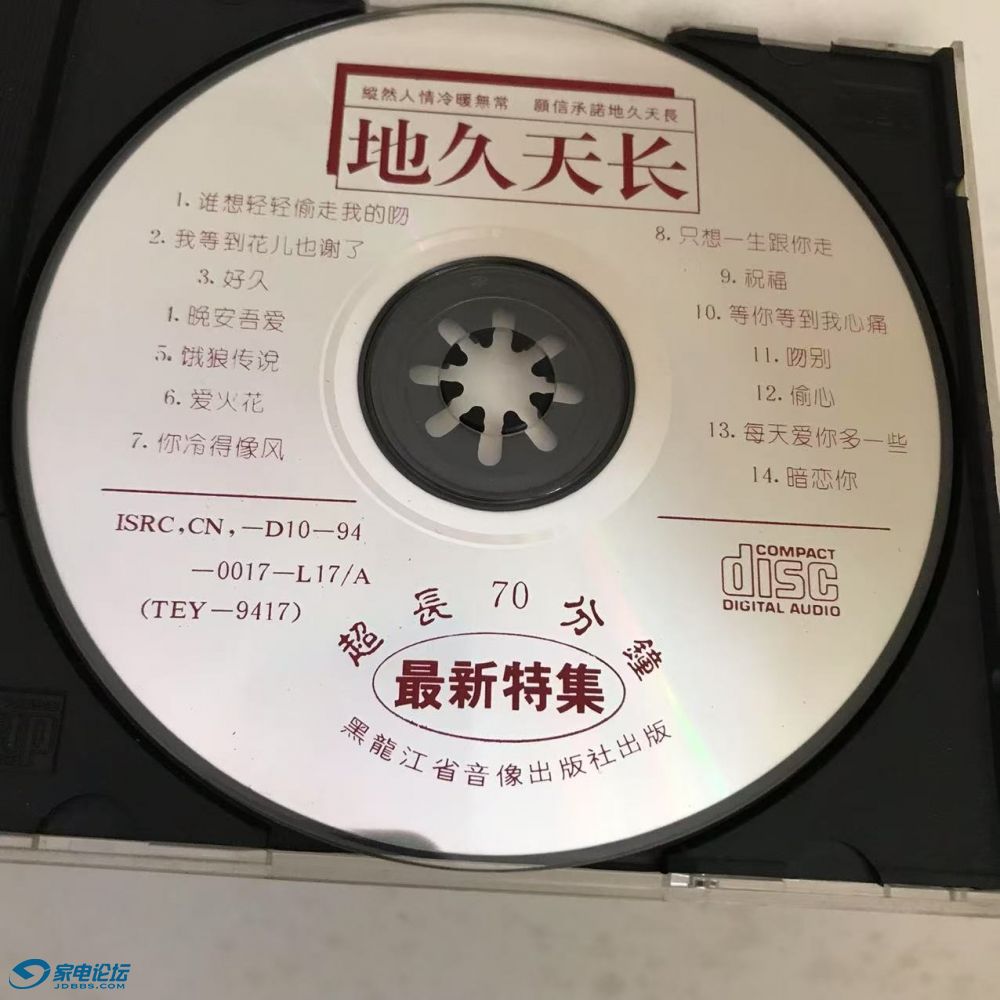 縱然人情冷暖無常 願信承諾地久天長
地久天长
1. 谁想轻轻偷走我的吻
2. 我等到花儿也谢了
3. 好久
1. 晚安吾爱
5. 饿狼传说
6. 爱火花
7. 你冷得像风
8. 只想一生跟你走
9. 祝福
10. 等你等到我心痛
11. 吻别
12. 偷心
13. 每天爱你多一些
14. 暗恋你
ISRC,CN,—D10—94
—0017—L17/A
(TEY—9417)
COMPACT
disc
DIGITAL AUDIO
超長70分鐘
最新特集
黑龍江省音像出版社出版
家电论坛
JDBBS.COM